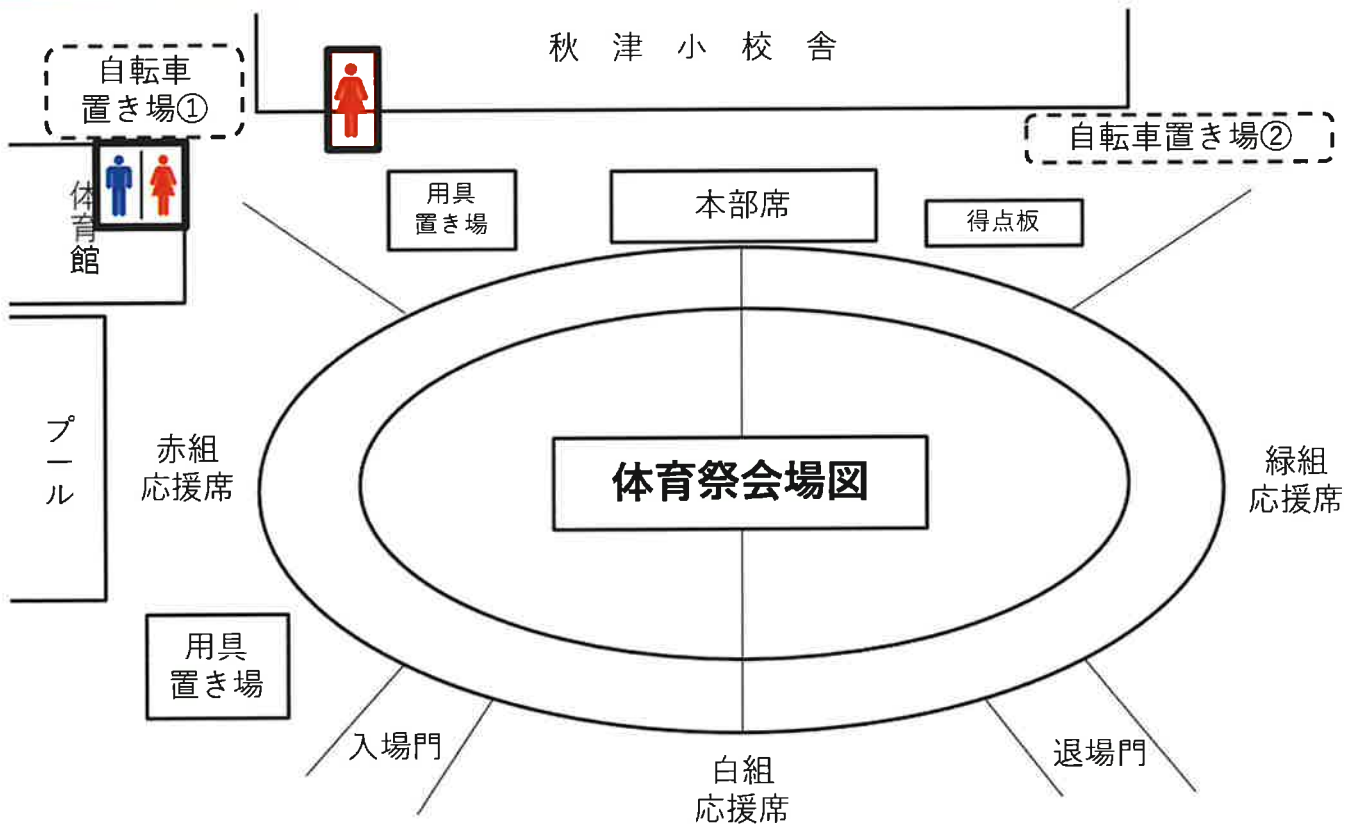 秋津小校舎
自転車
置き場①
自転車置き場②
体育館
用具
置き場
本部席
得点板
プール
赤組
応援席
体育祭会場図
緑組
応援席
用具
置き場
入場門
白組
応援席
退場門